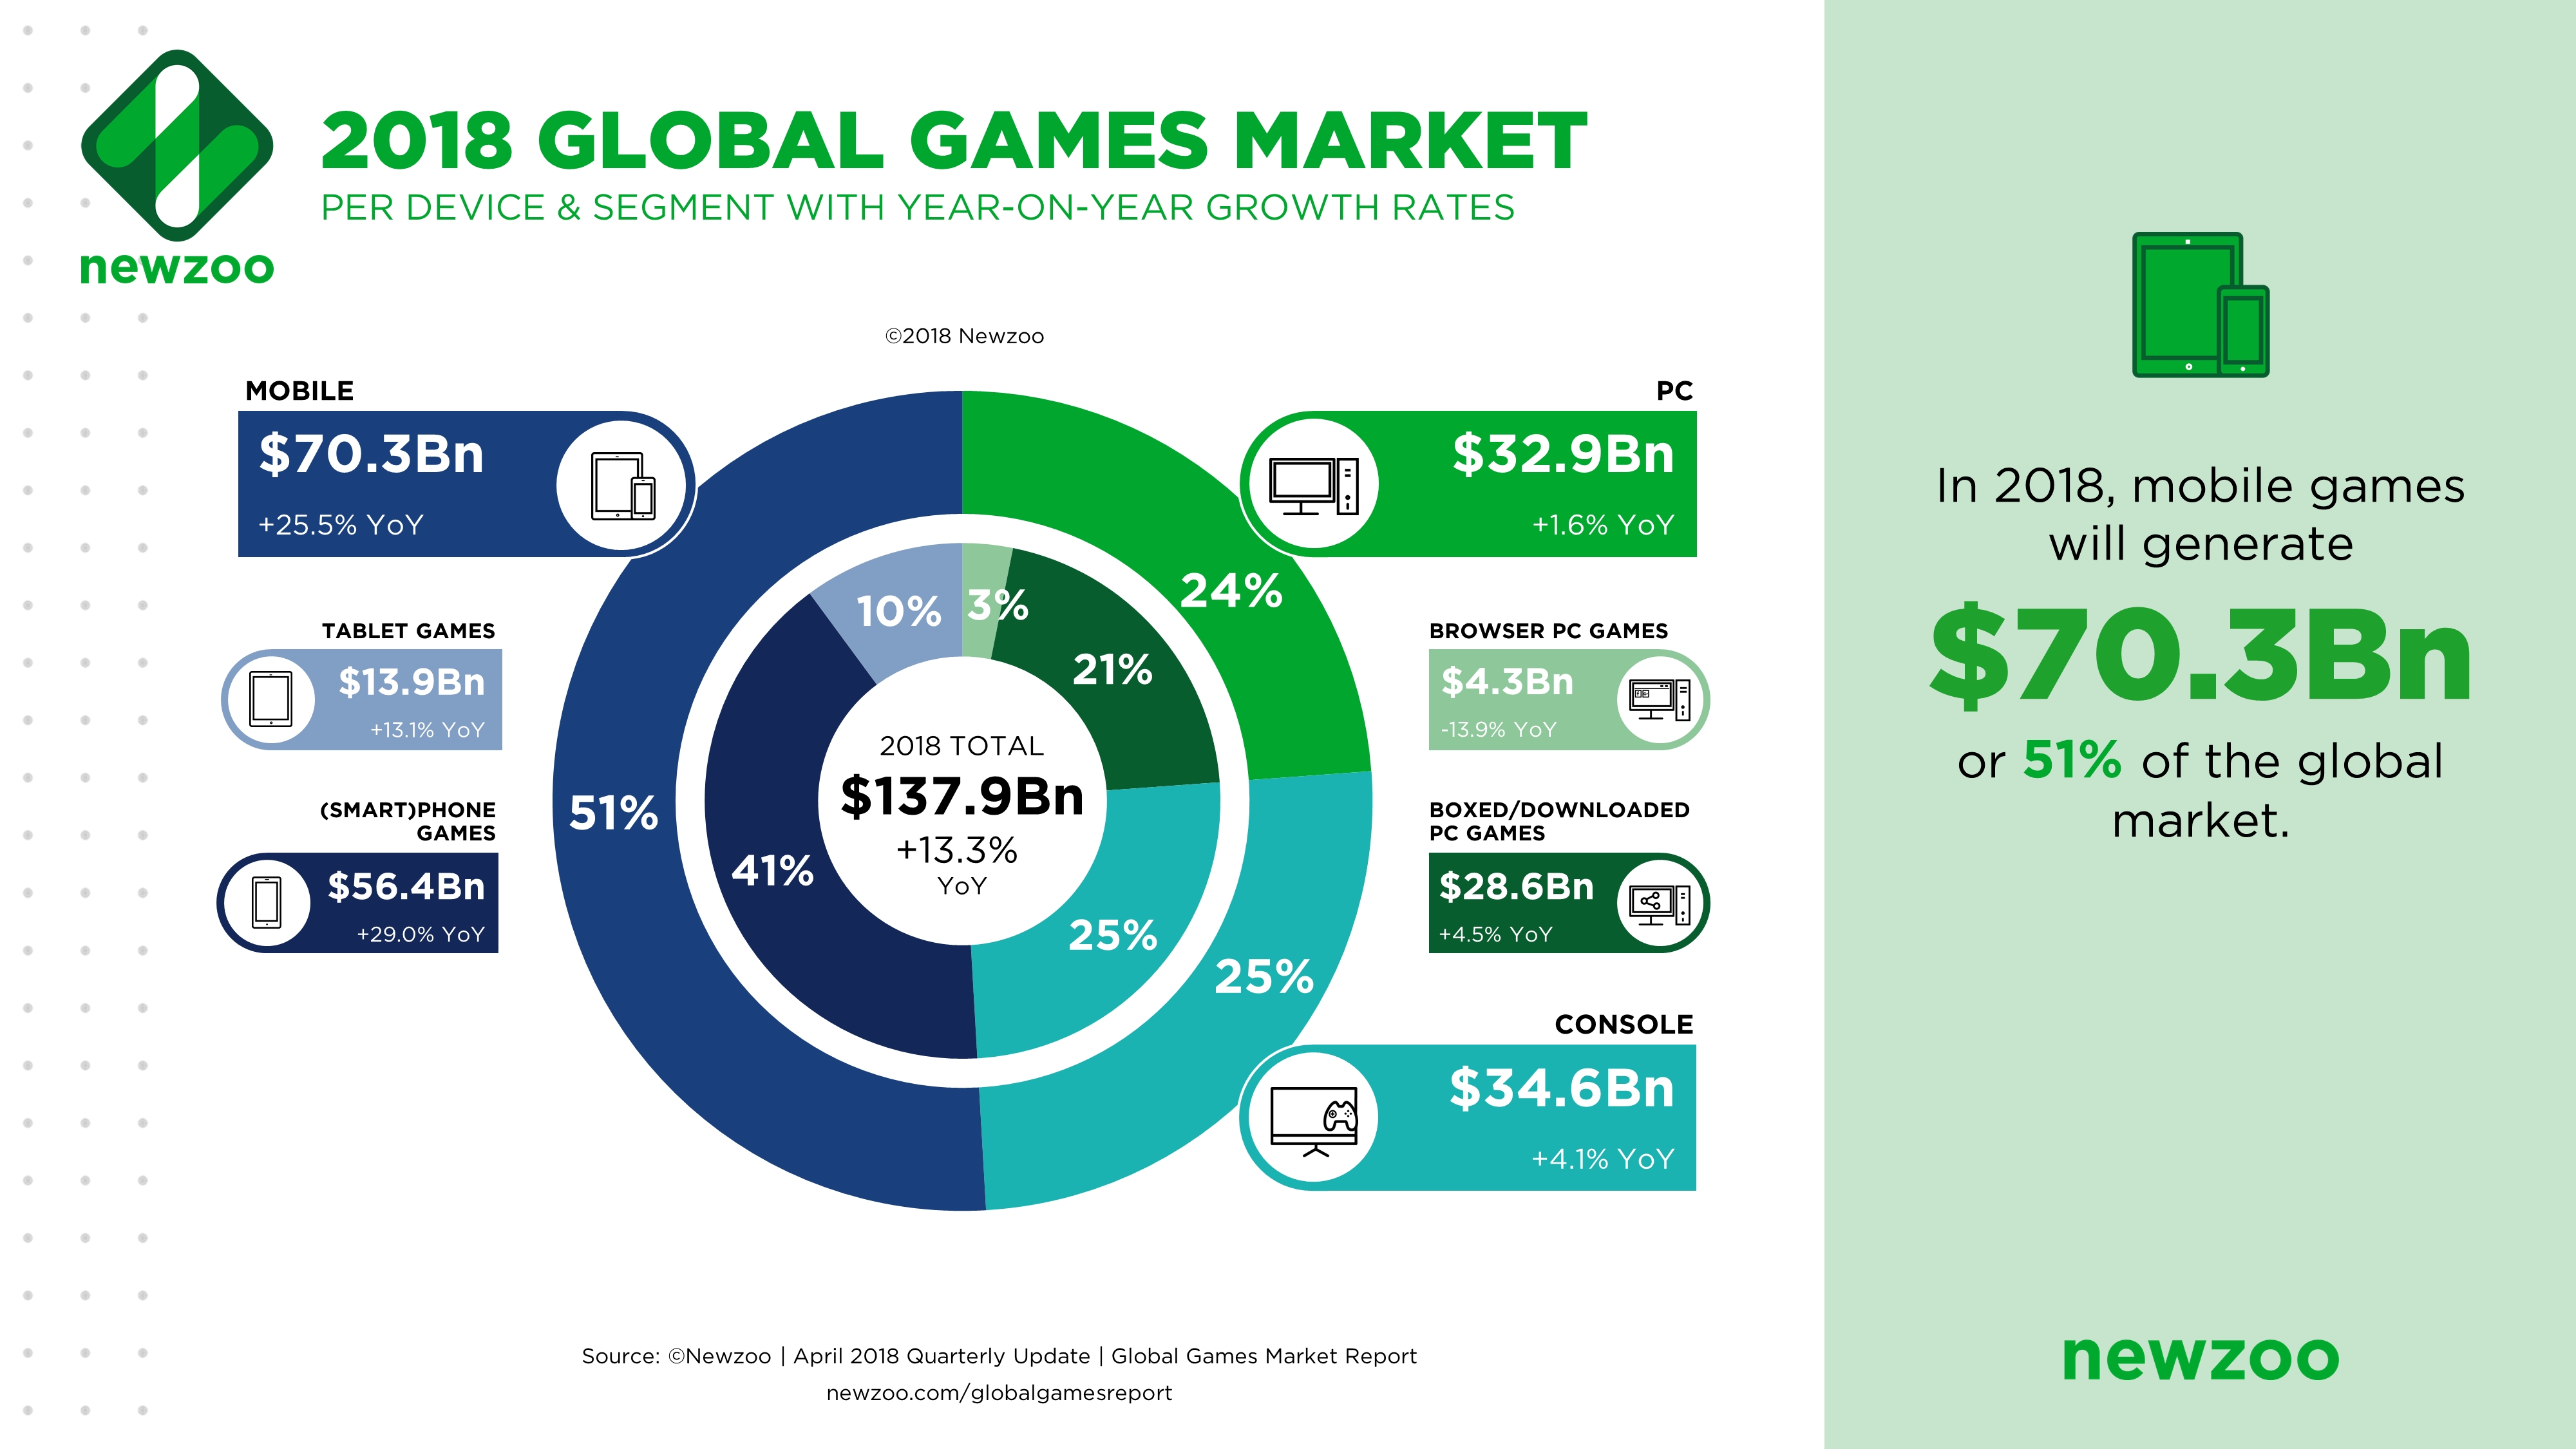 2018 GLOBAL GAMES MARKET
PER DEVICE & SEGMENT WITH YEAR-ON-YEAR GROWTH RATES
newzoo
©2018 Newzoo
MOBILE
$70.3Bn
+25.5% YoY
TABLET GAMES
$13.9Bn
+13.1% YoY
(SMART)PHONE
GAMES
$56.4Bn
+29.0% YoY
51%
41%
10%
3%
21%
24%
25%
25%
2018 TOTAL
$137.9Bn
+13.3%
YoY
PC
$32.9Bn
+1.6% YoY
BROWSER PC GAMES
$4.3Bn
-13.9% YoY
BOXED/DOWNLOADED
PC GAMES
$28.6Bn
+4.5% YoY
CONSOLE
$34.6Bn
+4.1% YoY
Source: ©Newzoo | April 2018 Quarterly Update | Global Games Market Report
newzoo.com/globalgamesreport
In 2018, mobile games
will generate
$70.3Bn
or 51% of the global
market.
newzoo